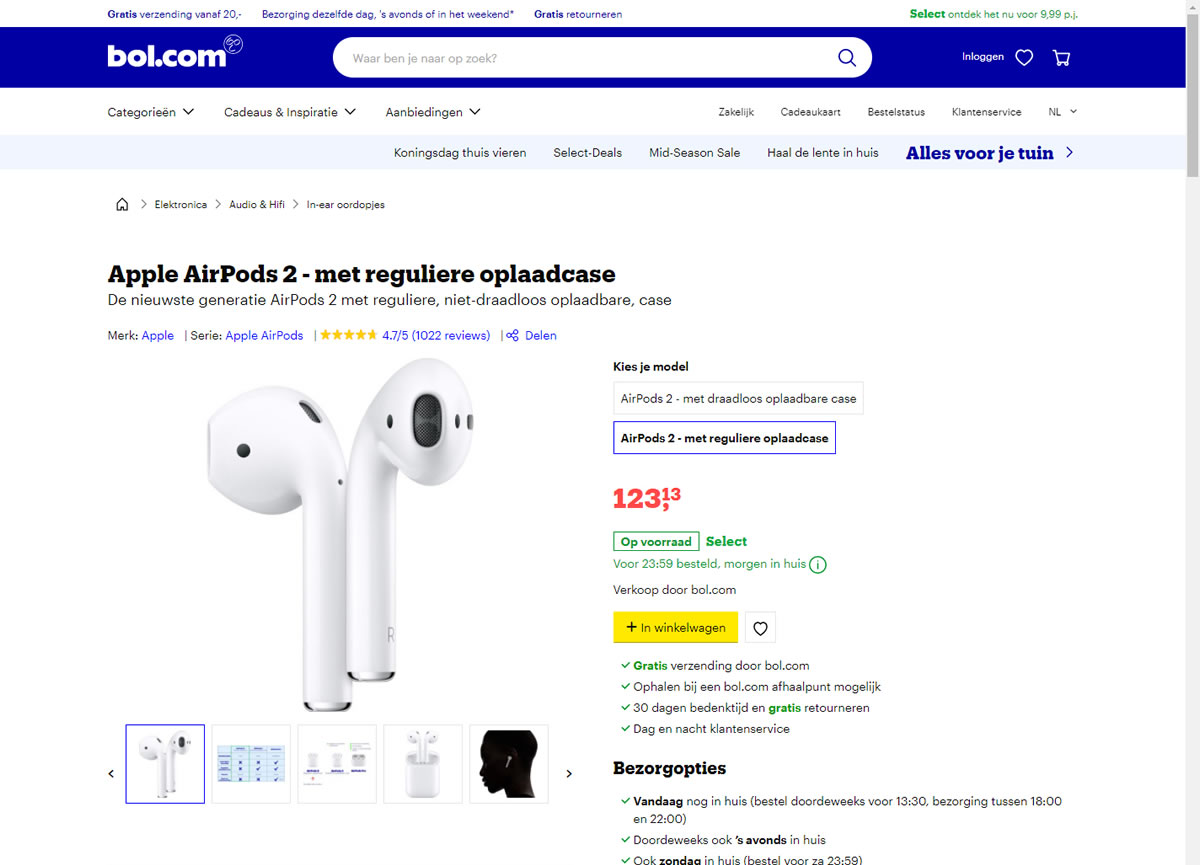 Gratis verzending vanaf 20,- Bezorging dezelfde dag, 's avonds of in het weekend* Gratis retourneren Select ontdek het nu voor 9,99 p.j.
bol.com Waar ben je naar op zoek? Inloggen
Categorieën Cadeaus & Inspiratie Aanbiedingen Zakelijk Cadeaukaart Bestelstatus Klantenservice NL
Koningsdag thuis vieren Select-Deals Mid-Season Sale Haal de lente in huis Alles voor je tuin
Elektronica Audio & Hifi In-ear oordopjes
Apple AirPods 2 - met reguliere oplaadcase
De nieuwste generatie AirPods 2 met reguliere, niet-draadloos oplaadbare, case
Merk: Apple | Serie: Apple AirPods | 4.7/5 (1022 reviews) | Delen
Kies je model
AirPods 2 - met draadloos oplaadbare case
AirPods 2 - met reguliere oplaadcase
123,13
Op voorraad Select
Voor 23:59 besteld, morgen in huis
Verkoop door bol.com
+ In winkelwagen
Gratis verzending door bol.com
Ophalen bij een bol.com afhaalpunt mogelijk
30 dagen bedenktijd en gratis retourneren
Dag en nacht klantenservice
Bezorgopties
Vandaag nog in huis (bestel doordeweeks voor 13:30, bezorging tussen 18:00
en 22:00)
Doordeweeks ook 's avonds in huis
Ook zondag in huis (bestel voor za 23:59)
R